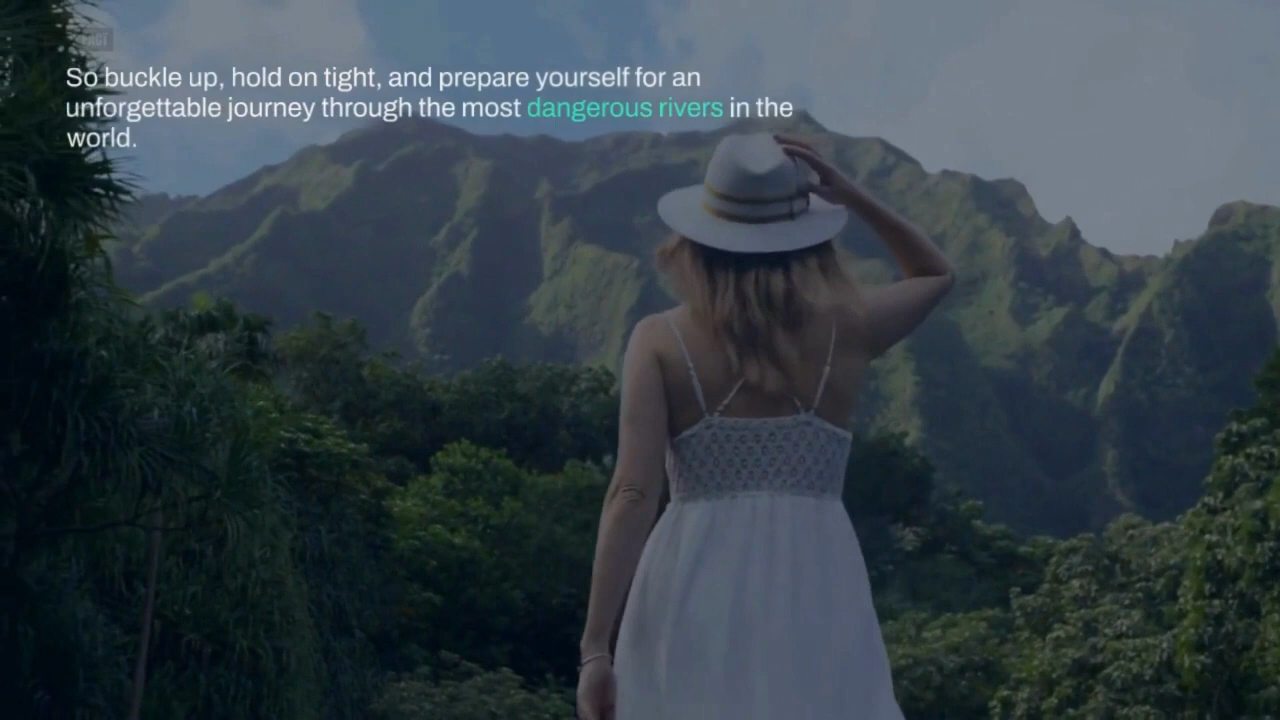 FACT
So buckle up, hold on tight, and prepare yourself for an
unforgettable journey through the most dangerous rivers in the
world.